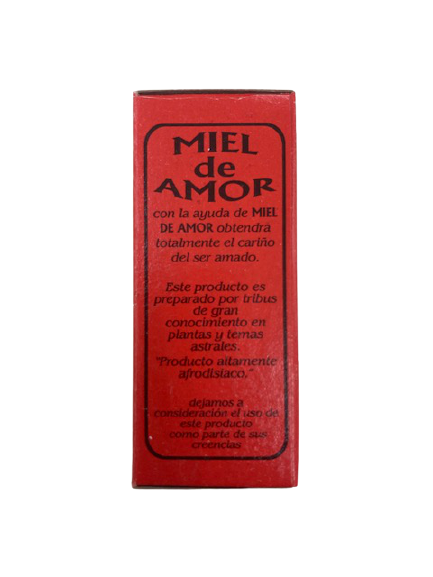 MIEL
de
AMOR
con la ayuda de MIEL
DE AMOR obtendrá
totalmente el cariño
del ser amado.
Este producto es
preparado por tribus
de gran
conocimiento en
plantas y temas
astrales.
"Producto altamente
afrodisiaco."
dejamos a
consideración el uso de
este producto
como parte de sus
creencias